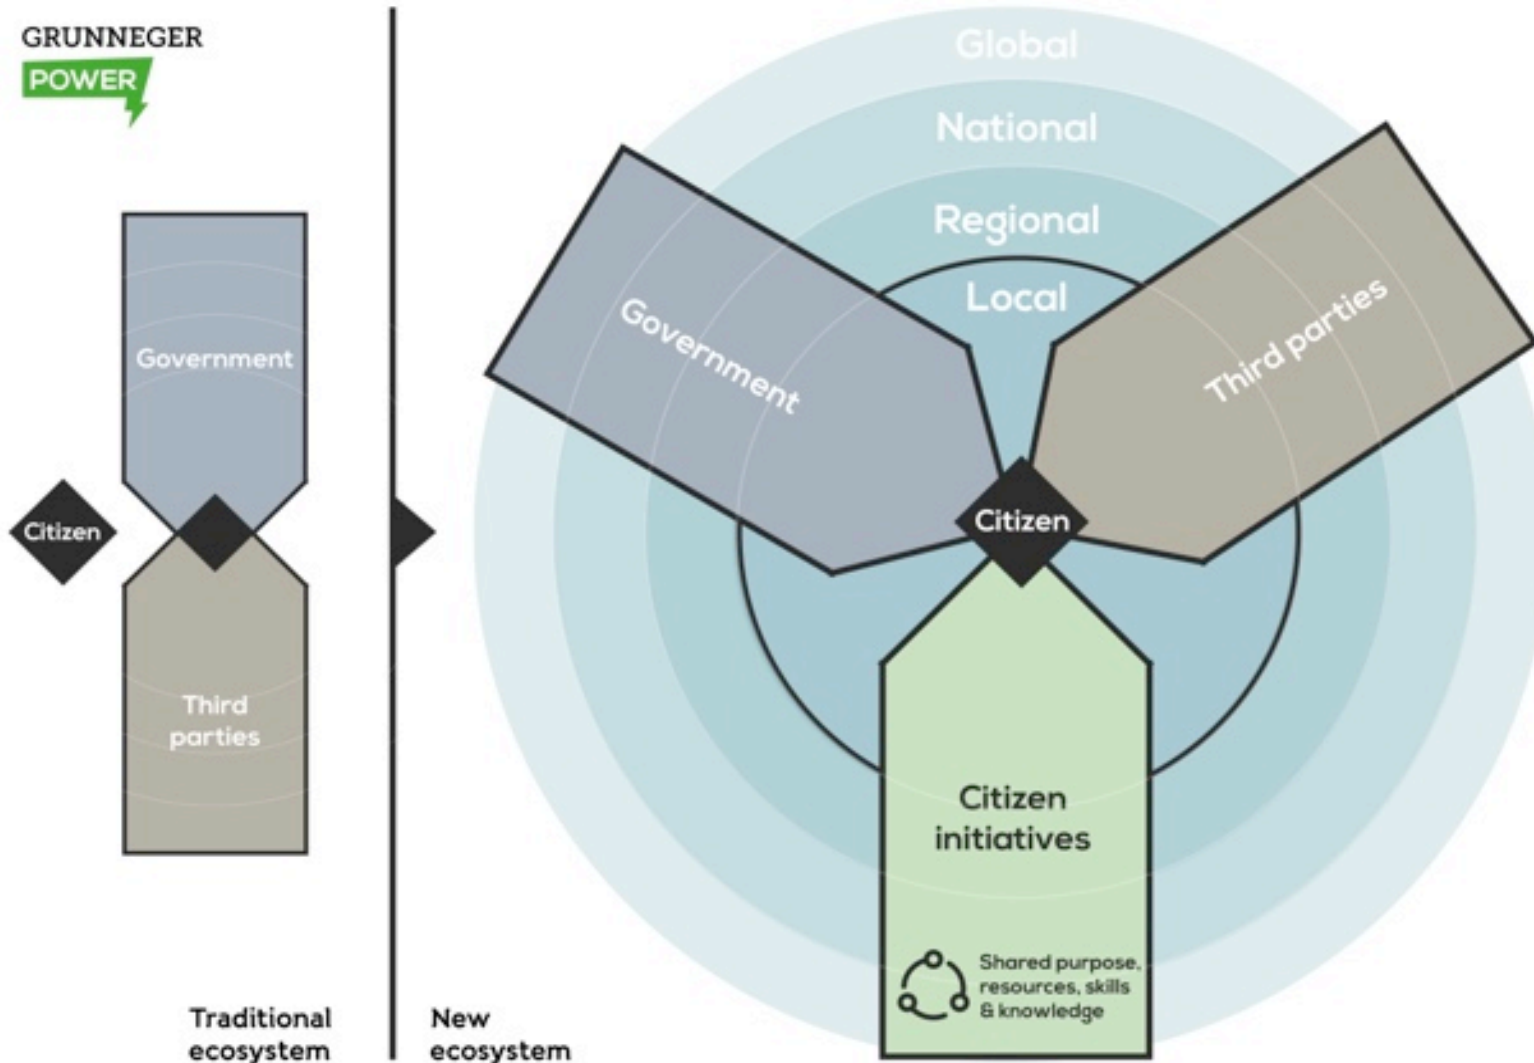 GRUNNEGER
POWER
Government
Citizen
Third
parties
Traditional
ecosystem
Global
National
Regional
Local
Government
Third parties
Citizen
Citizen
initiatives
Shared purpose,
resources, skills
& knowledge
New
ecosystem